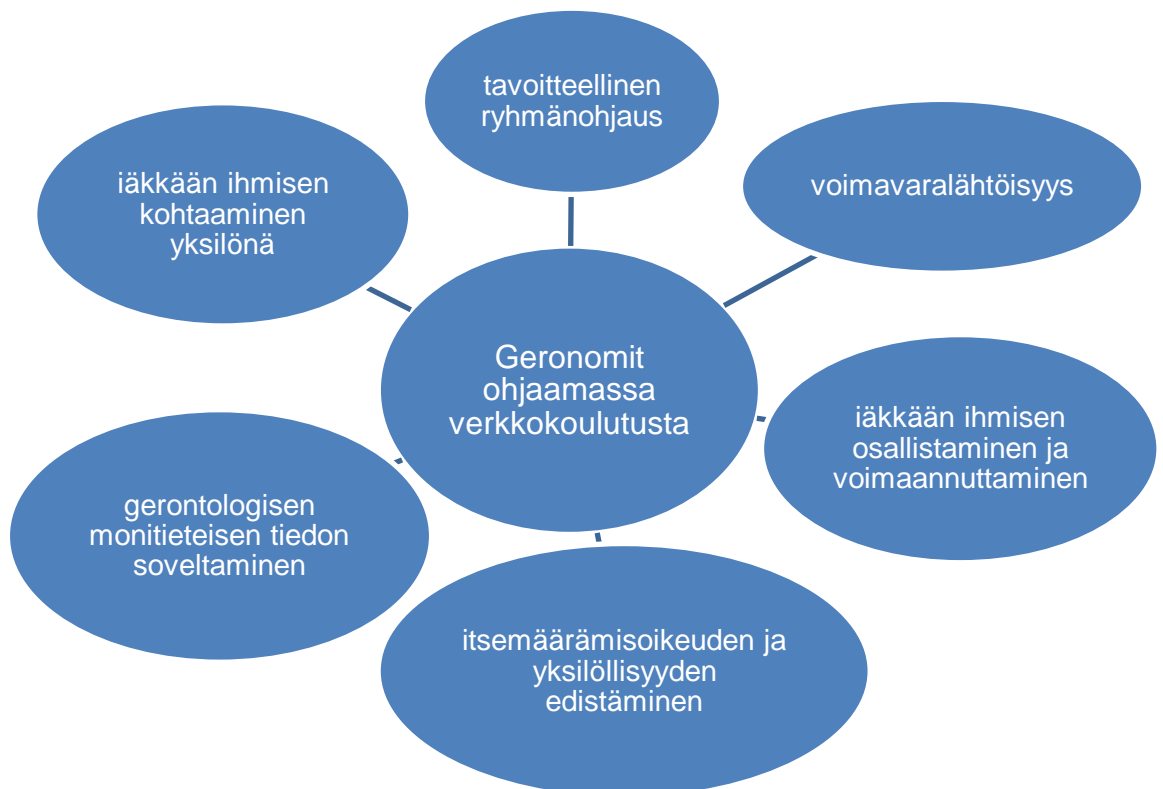 tavoitteellinen
ryhmänohjaus
voimavaralähtöisyys
iäkkään ihmisen
kohtaaminen
yksilönä
Geronomit
ohjaamassa
verkkokoulutusta
iäkkään ihmisen
osallistaminen ja
voimaannuttaminen
gerontologisen
monitieteisen tiedon
soveltaminen
itsemäärämisoikeuden ja
yksilöllisyyden
edistäminen